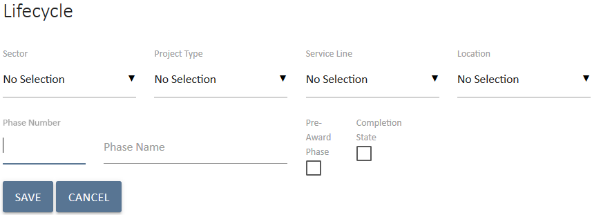 Lifecycle
Sector Project Type Service Line Location
No Selection No Selection No Selection No Selection
Phase Number Phase Name Pre-
Award
Phase Completion
State
SAVE CANCEL